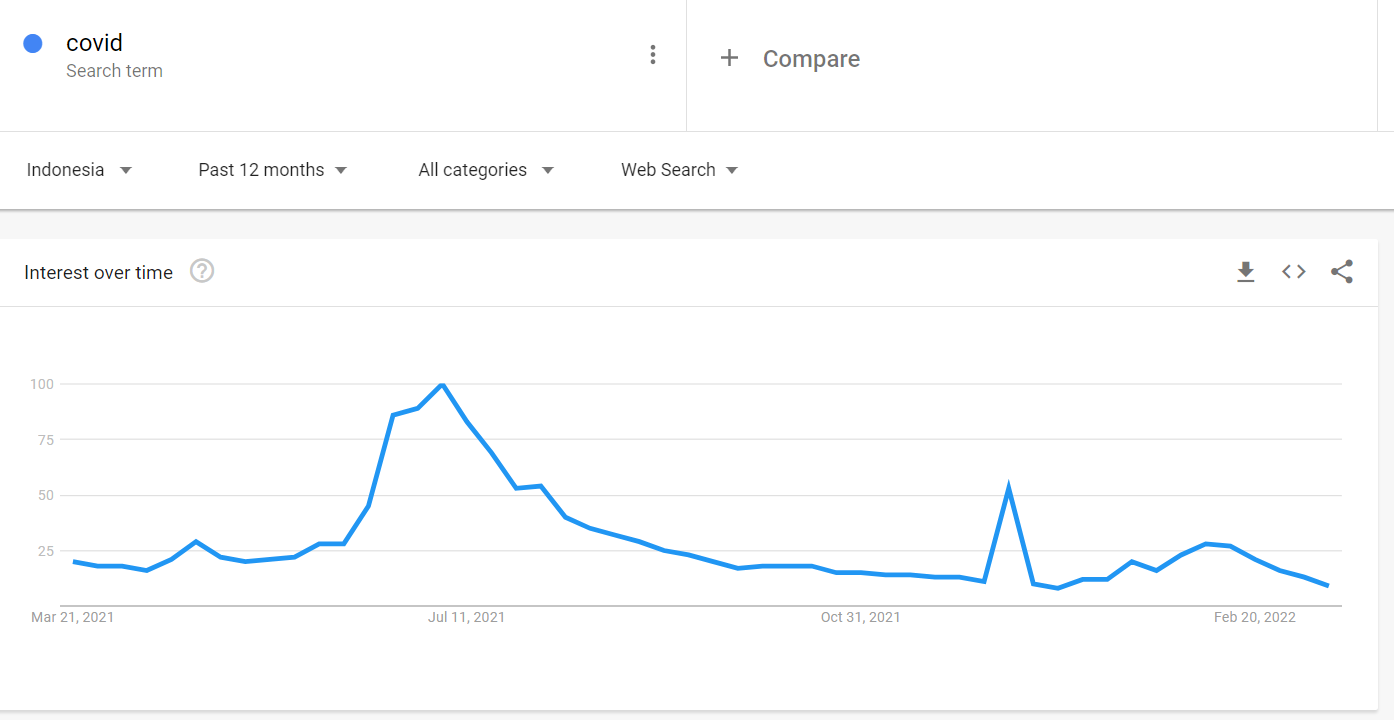 covid
Search term
+ Compare
Indonesia Past 12 months All categories Web Search
Interest over time ?
100
75
50
25
Mar 21, 2021 Jul 11, 2021 Oct 31, 2021 Feb 20, 2022